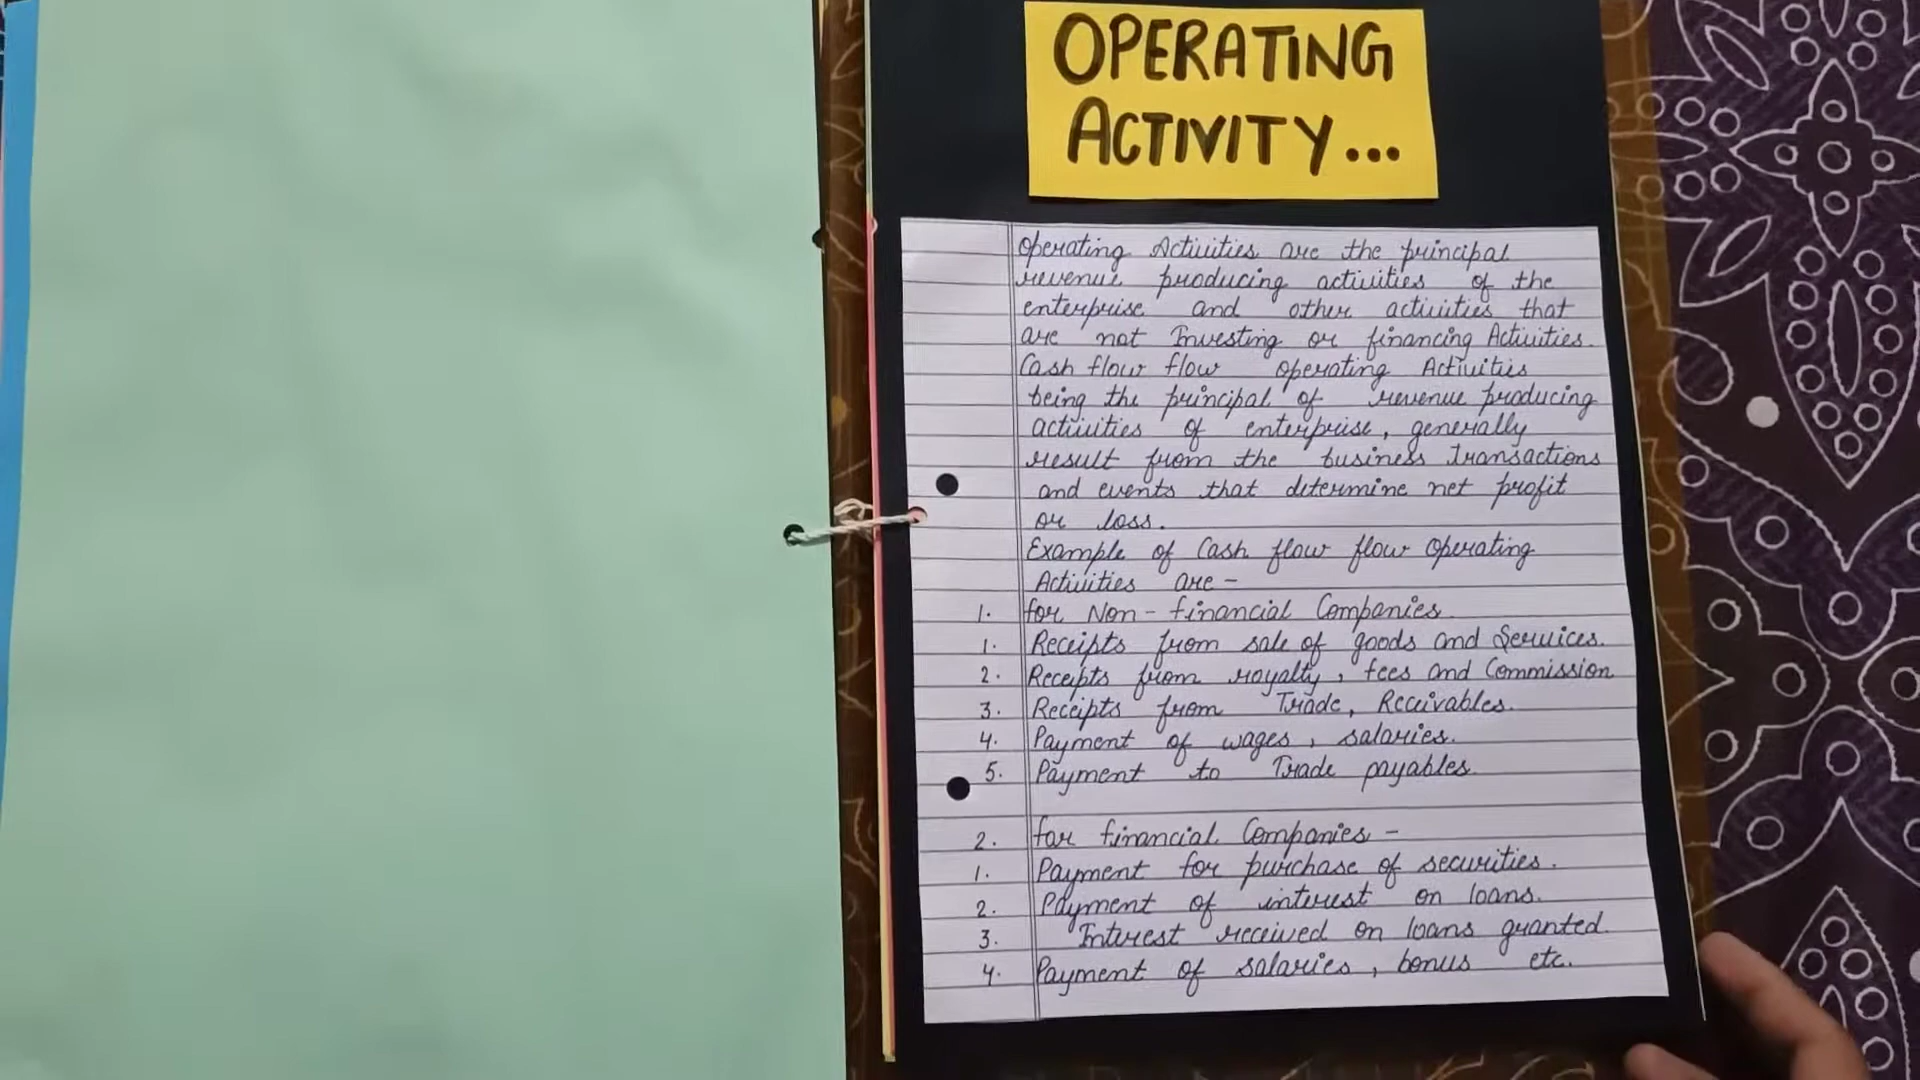 OPERATING
ACTIVITY...
Operating Activities are the principal
revenue producing activities of the
enterprise and other activities that
are not Investing or financing Activities.
Cash flow flow operating Activities
being the principal of revenue producing
activities of enterprise, generally
result from the business Transactions
and events that determine net profit
or loss.
Example of Cash flow flow Operating
Activities are -
1. for Non - financial Companies
1. Receipts from sale of goods and Services.
2. Receipts from royalty, fees and Commission
3. Receipts from Trade, Receivables.
4. Payment of wages, salaries.
5. Payment to Trade payables.
2. for financial Companies -
1. Payment for purchase of securities.
2. Payment of interest on loans.
3. Interest received on loans granted.
4. Payment of salaries, bonus etc.